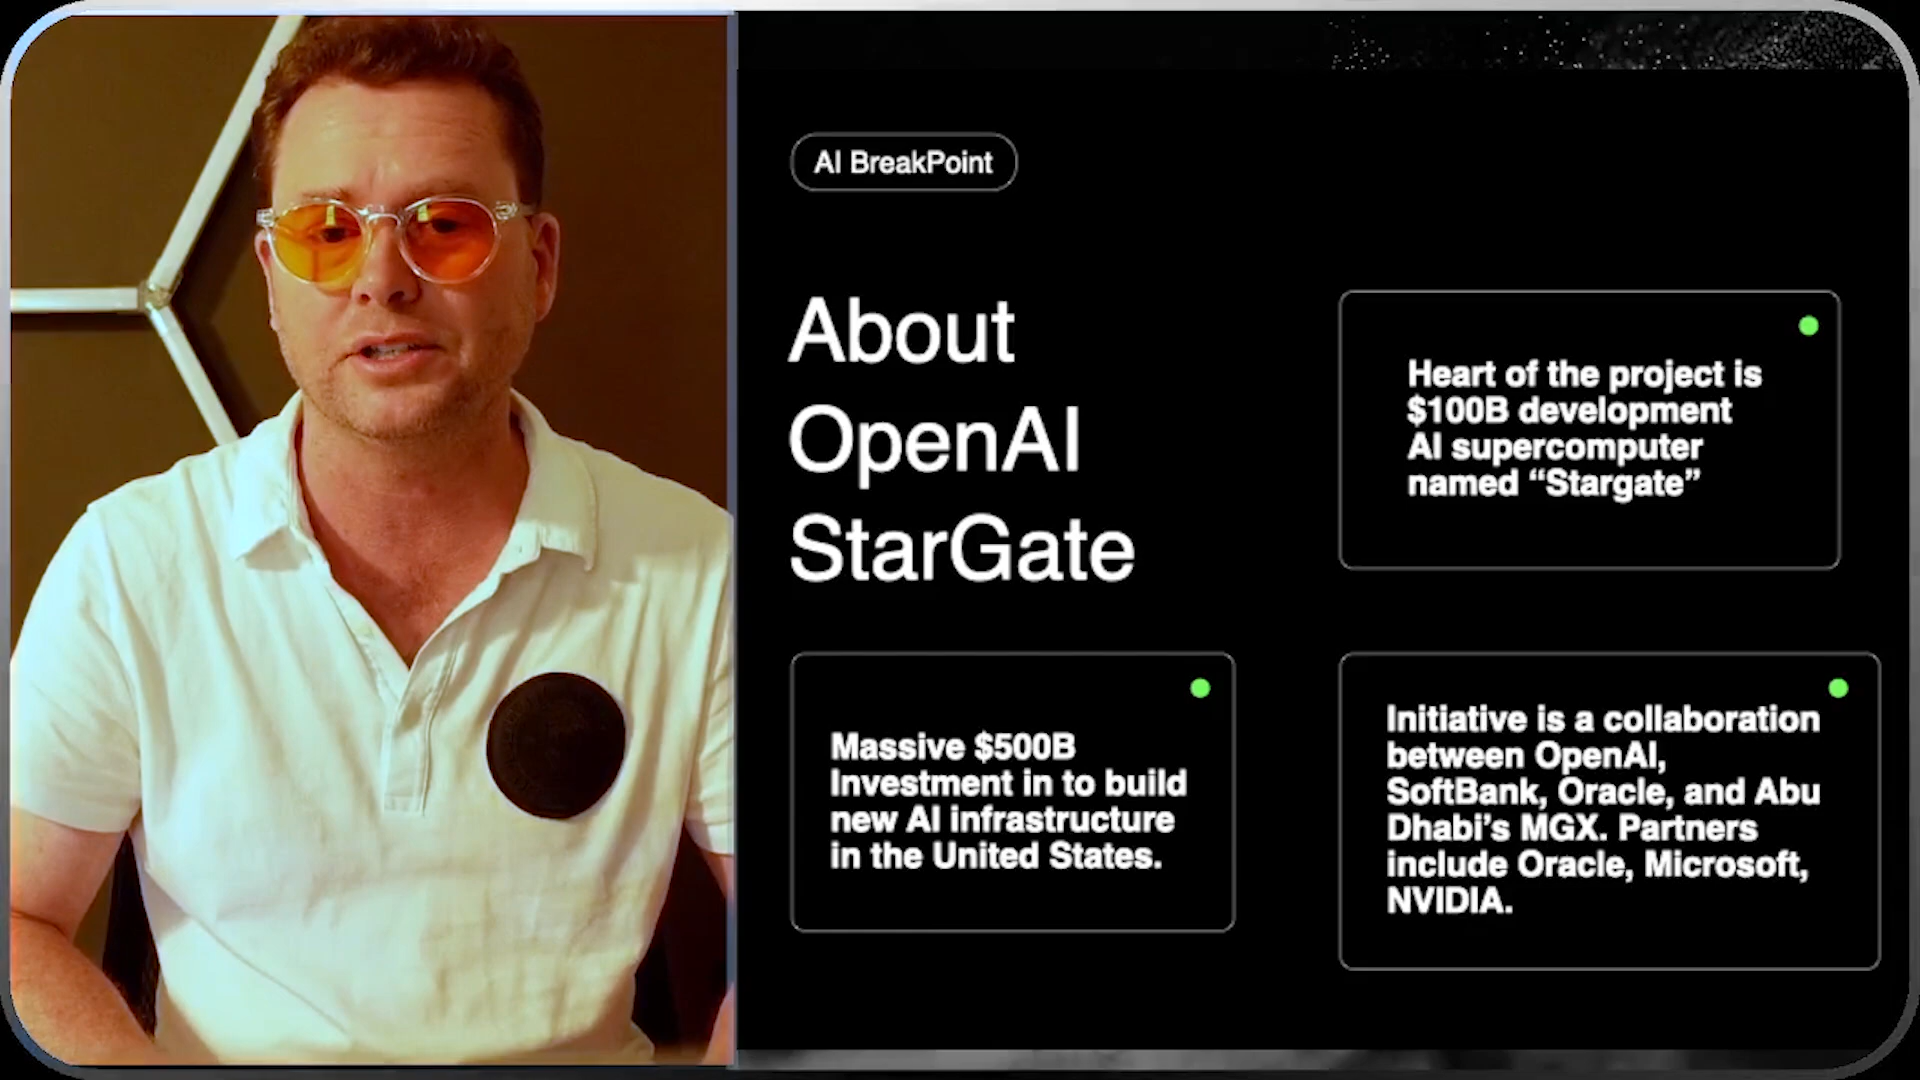 AI BreakPoint
About
OpenAI
StarGate
Heart of the project is
$100B development
AI supercomputer
named “Stargate”
Massive $500B
Investment in to build
new AI infrastructure
in the United States.
Initiative is a collaboration
between OpenAI,
SoftBank, Oracle, and Abu
Dhabi’s MGX. Partners
include Oracle, Microsoft,
NVIDIA.